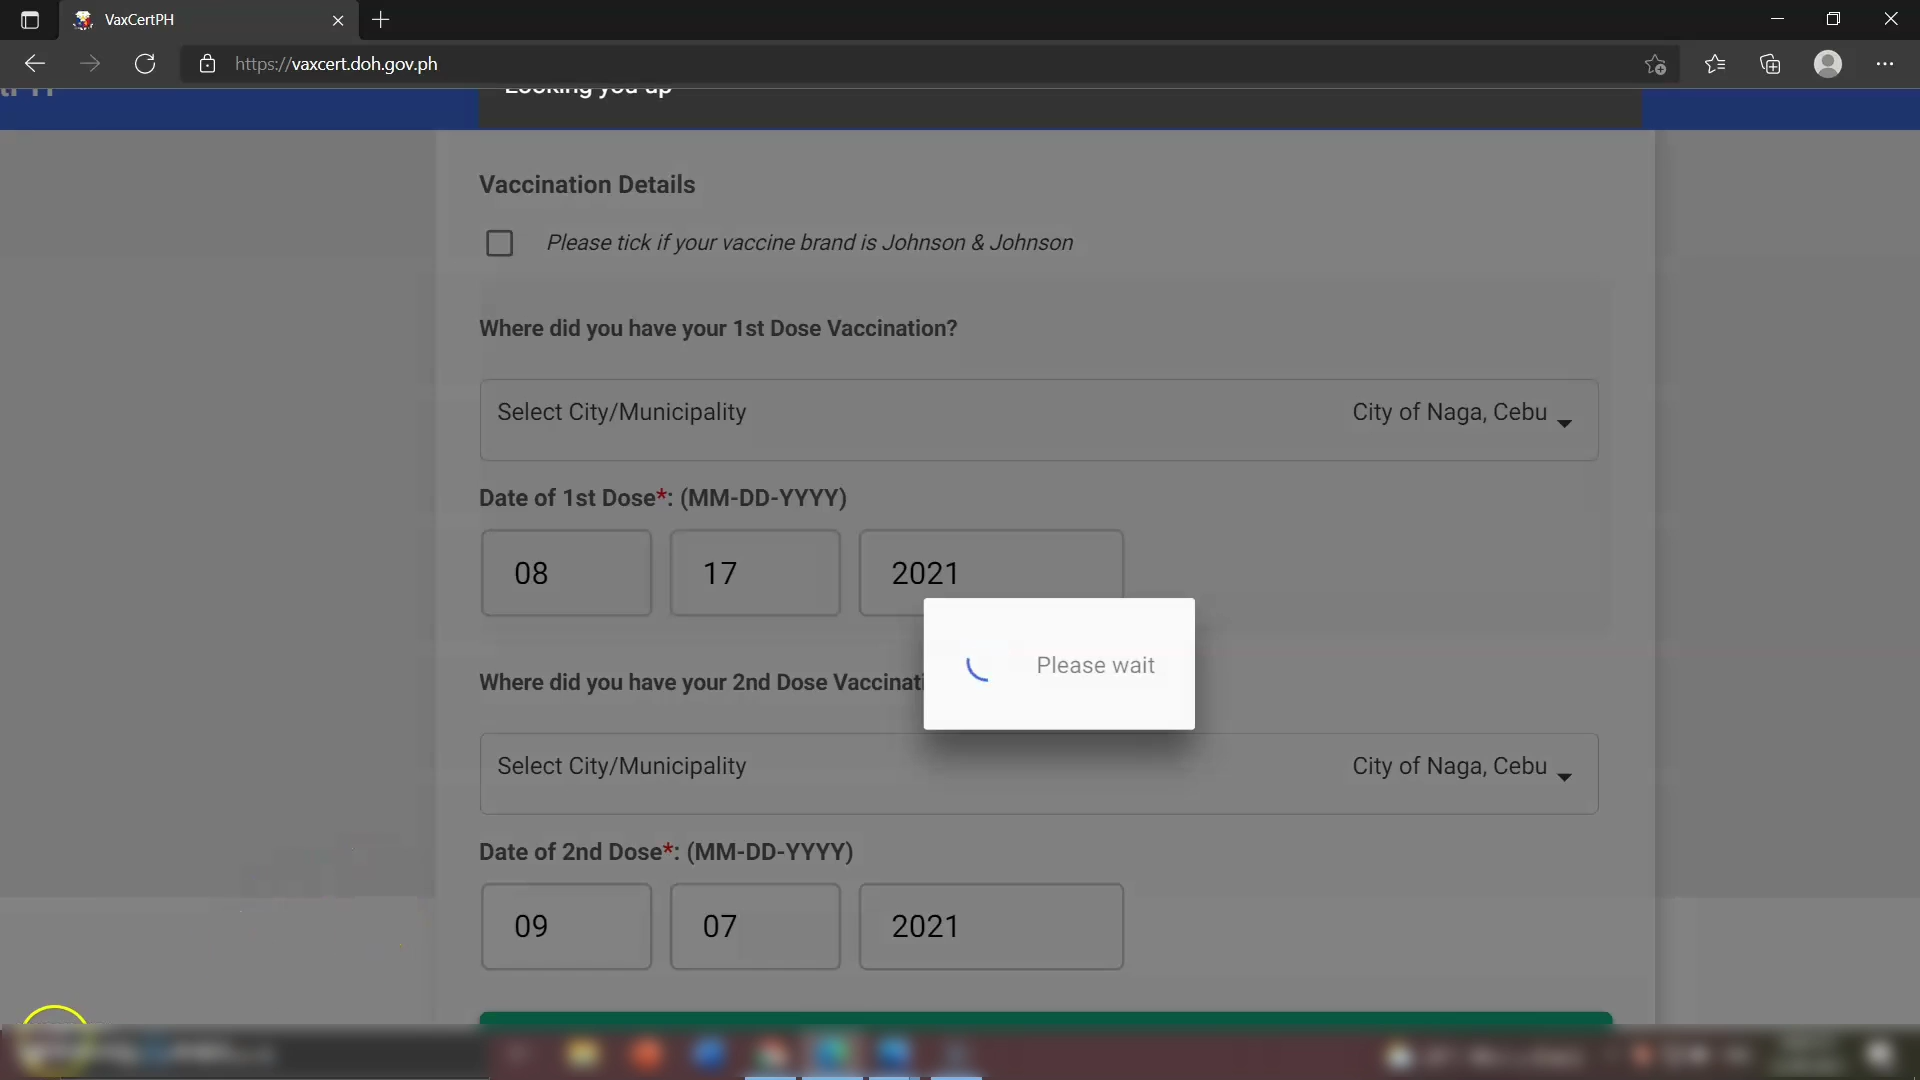 VaxCertPH
https://vaxcert.doh.gov.ph
Looking you up
Vaccination Details
Please tick if your vaccine brand is Johnson & Johnson
Where did you have your 1st Dose Vaccination?
Select City/Municipality City of Naga, Cebu
Date of 1st Dose*: (MM-DD-YYYY)
08 17 2021
Please wait
Where did you have your 2nd Dose
Select City/Municipality City of Naga, Cebu
Date of 2nd Dose*: (MM-DD-YYYY)
09 07 2021